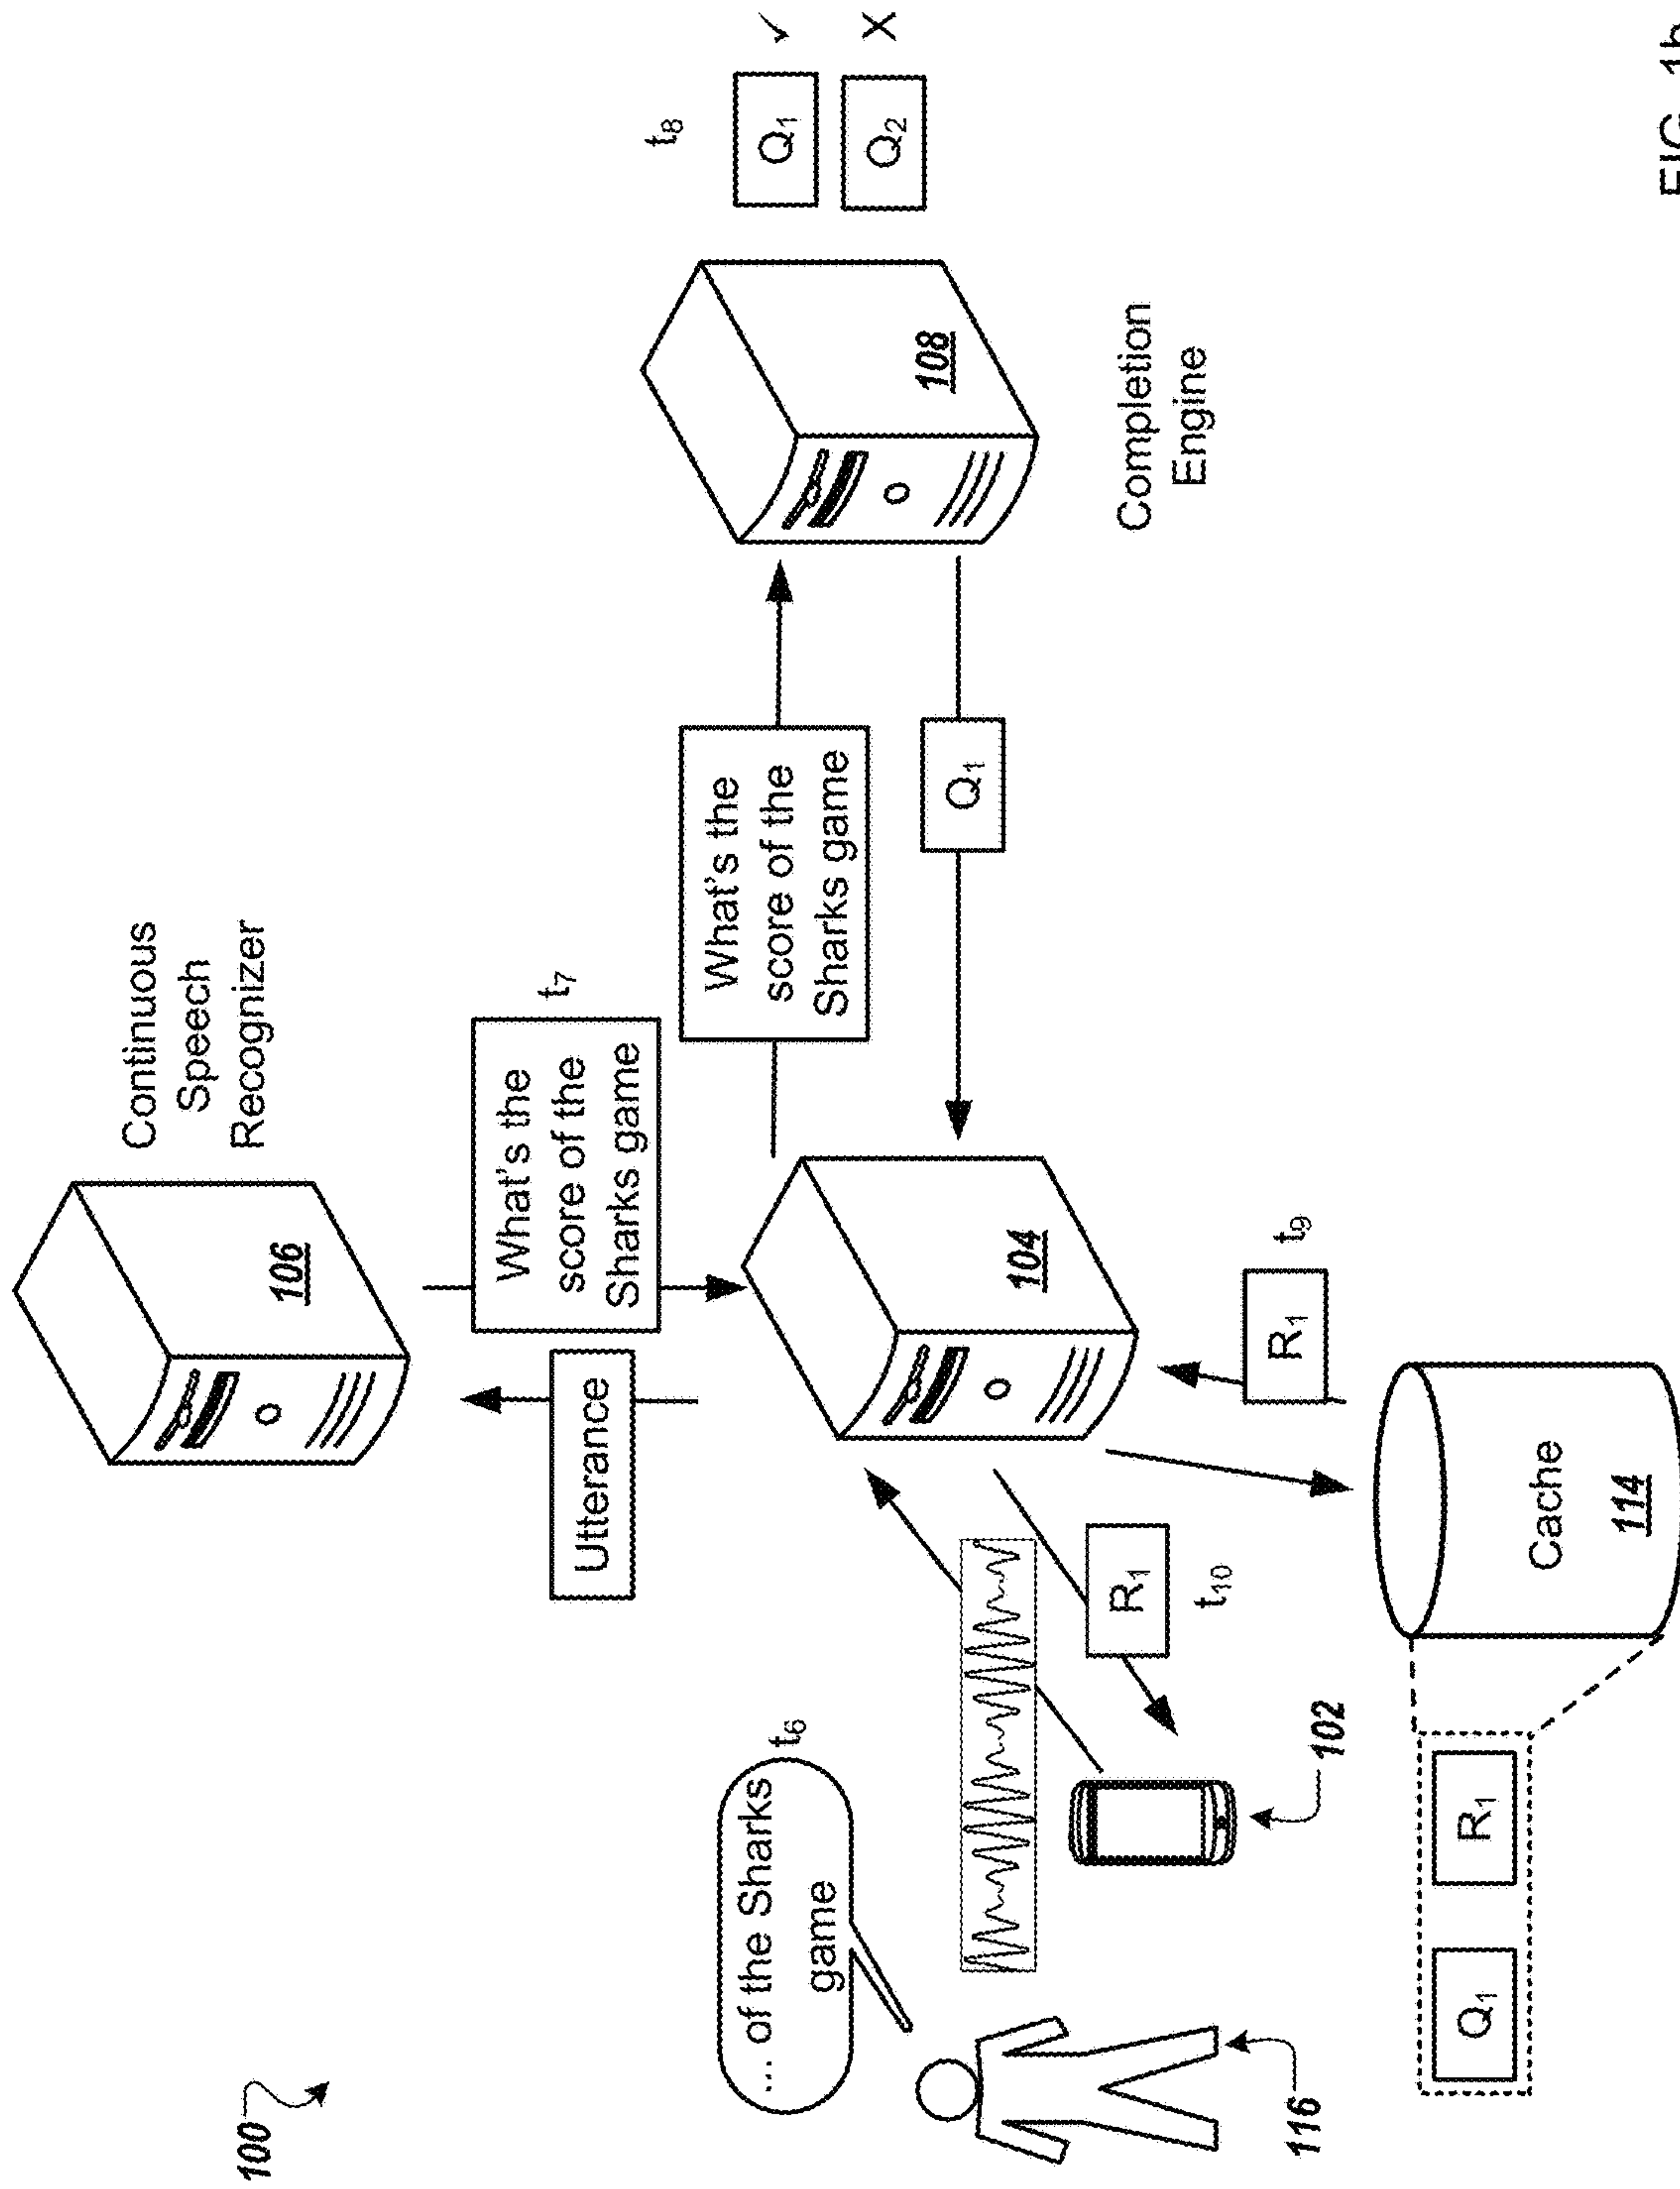 100
Continuous
Speech
Recognizer
106
Utterance
What's the
score of the
Sharks game
t7
... of the Sharks
game
t6
What's the
score of the
Sharks game
t8
Q1 ✓
Q2 X
108
Completion
Engine
Q1
104
R1
t10
R1
t9
102
116
Q1
R1
Cache
114